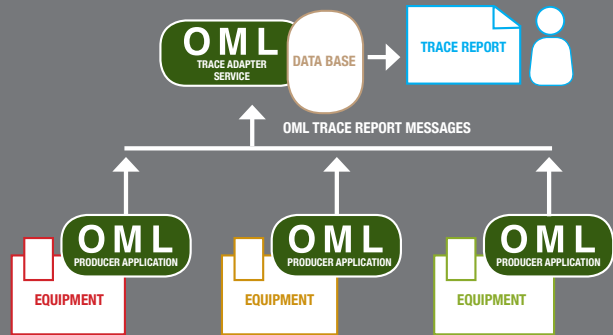 OML
TRACE ADAPTER
SERVICE
DATA BASE
TRACE REPORT
OML TRACE REPORT MESSAGES
OML
PRODUCER APPLICATION
EQUIPMENT
OML
PRODUCER APPLICATION
EQUIPMENT
OML
PRODUCER APPLICATION
EQUIPMENT